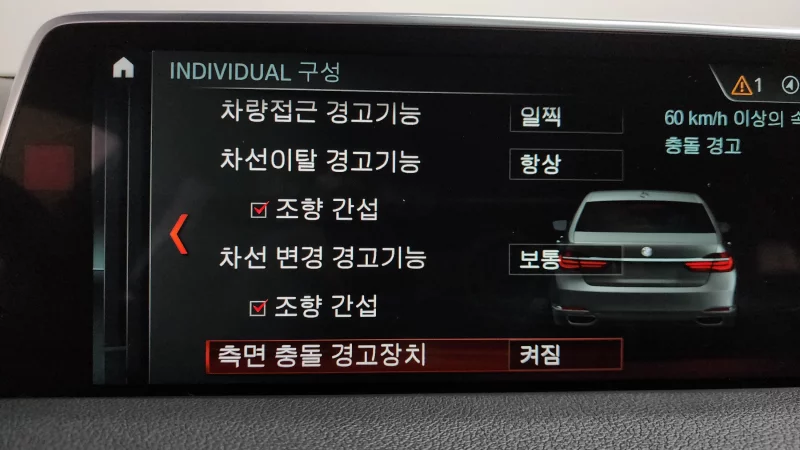 INDIVIDUAL 구성
1
차량접근 경고기능 일찍
60 km/h 이상의 속
충돌 경고
차선이탈 경고기능 항상
조향 간섭
차선 변경 경고기능 보통
조향 간섭
측면 충돌 경고장치 켜짐